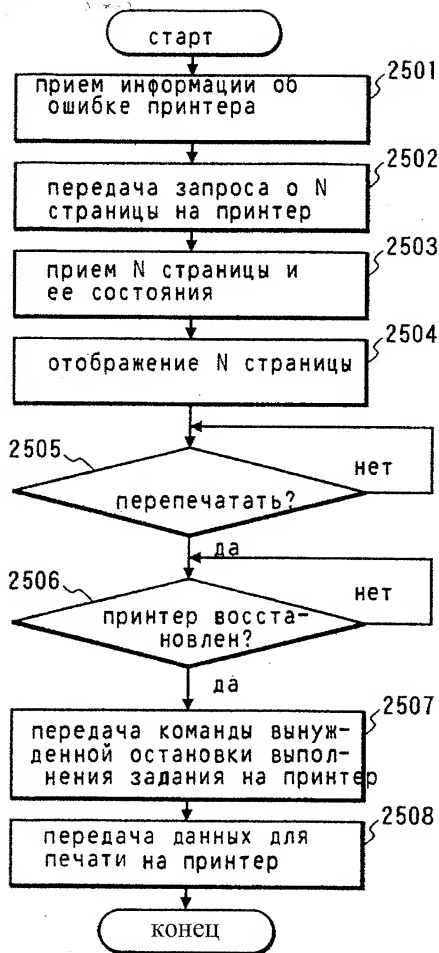 старт
2501
прием информации об
ошибке принтера
2502
передача запроса о N
страницы на принтер
2503
прием N страницы и
ее состояния
2504
отображение N страницы
2505
нет
перепечатать?
да
2506
нет
принтер восста-
новлен?
да
2507
передача команды вынуж-
денной остановки выпол-
нения задания на принтер
2508
передача данных для
печати на принтер
конец